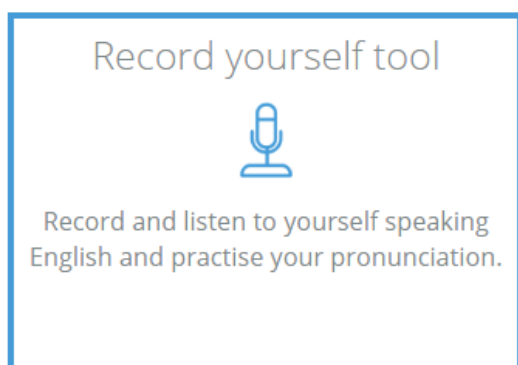 Record yourself tool
Record and listen to yourself speaking
English and practise your pronunciation.